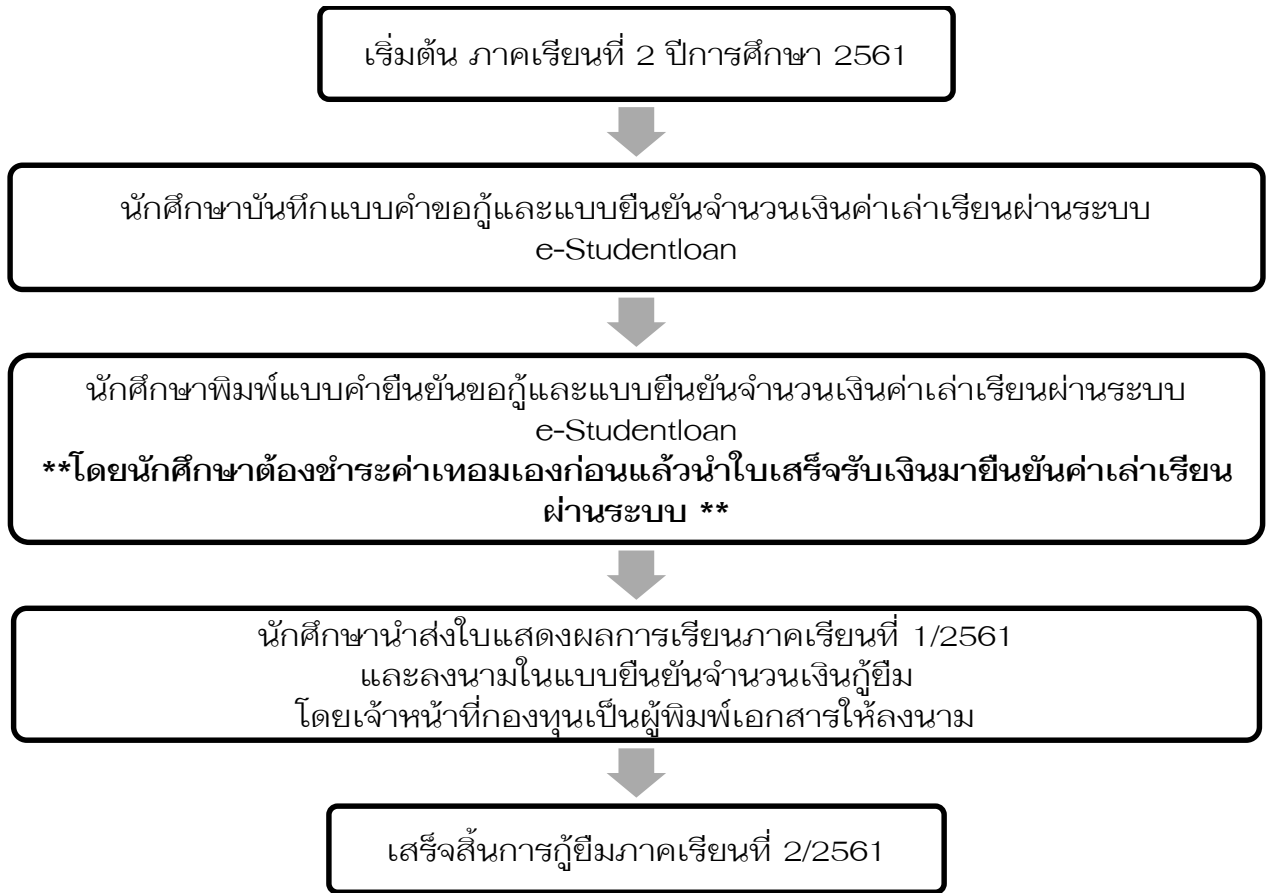 เริ่มต้น ภาคเรียนที่ 2 ปีการศึกษา 2561
นักศึกษาบันทึกแบบคำขอกู้และแบบยืนยันจำนวนเงินค่าเล่าเรียนผ่านระบบ
e-Studentloan
นักศึกษาพิมพ์แบบคำยืนยันขอกู้และแบบยืนยันจำนวนเงินค่าเล่าเรียนผ่านระบบ
e-Studentloan
**โดยนักศึกษาต้องชำระค่าเทอมเองก่อนแล้วนำใบเสร็จรับเงินมายืนยันค่าเล่าเรียน
ผ่านระบบ **
นักศึกษานำส่งใบแสดงผลการเรียนภาคเรียนที่ 1/2561
และลงนามในแบบยืนยันจำนวนเงินกู้ยืม
โดยเจ้าหน้าที่กองทุนเป็นผู้พิมพ์เอกสารให้ลงนาม
เสร็จสิ้นการกู้ยืมภาคเรียนที่ 2/2561